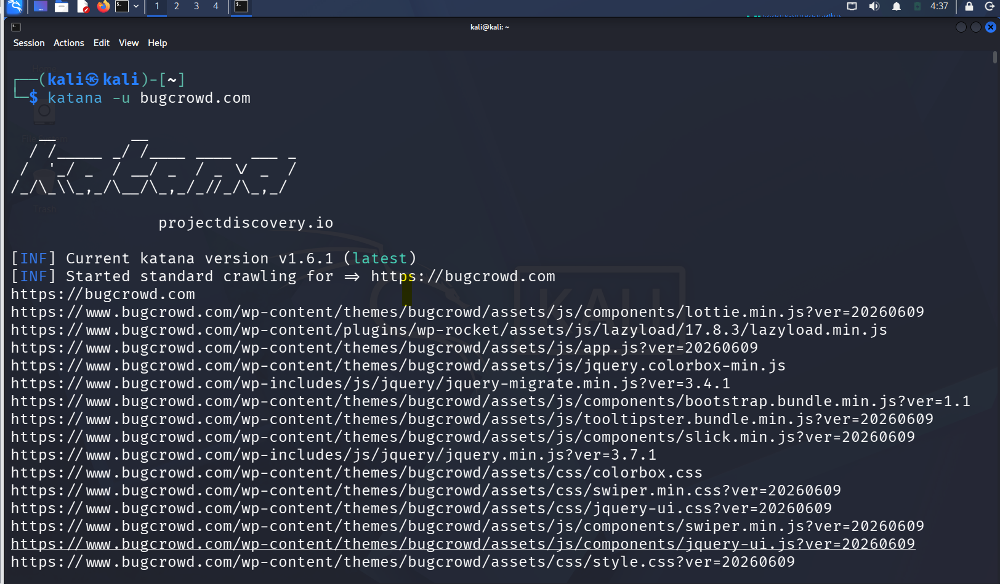 1 2 3 4
4:37
kali@kali: ~
Session Actions Edit View Help
┌──(kali㉿kali)-[~]
└─$ katana -u bugcrowd.com
   __        __
  / /_____ _/ /____ ____  ___ _
 /  '_/ _  / __/ _  / _ \/ _  /
/_/\_\\_,_/\__/\_,_/_//_/\_,_/
projectdiscovery.io
[INF] Current katana version v1.6.1 (latest)
[INF] Started standard crawling for => https://bugcrowd.com
https://bugcrowd.com
https://www.bugcrowd.com/wp-content/themes/bugcrowd/assets/js/components/lottie.min.js?ver=20260609
https://www.bugcrowd.com/wp-content/plugins/wp-rocket/assets/js/lazyload/17.8.3/lazyload.min.js
https://www.bugcrowd.com/wp-content/themes/bugcrowd/assets/js/app.js?ver=20260609
https://www.bugcrowd.com/wp-content/themes/bugcrowd/assets/js/jquery.colorbox-min.js
https://www.bugcrowd.com/wp-includes/js/jquery/jquery-migrate.min.js?ver=3.4.1
https://www.bugcrowd.com/wp-content/themes/bugcrowd/assets/js/components/bootstrap.bundle.min.js?ver=1.1
https://www.bugcrowd.com/wp-content/themes/bugcrowd/assets/js/tooltipster.bundle.min.js?ver=20260609
https://www.bugcrowd.com/wp-content/themes/bugcrowd/assets/js/components/slick.min.js?ver=20260609
https://www.bugcrowd.com/wp-includes/js/jquery/jquery.min.js?ver=3.7.1
https://www.bugcrowd.com/wp-content/themes/bugcrowd/assets/css/colorbox.css
https://www.bugcrowd.com/wp-content/themes/bugcrowd/assets/css/swiper.min.css?ver=20260609
https://www.bugcrowd.com/wp-content/themes/bugcrowd/assets/css/jquery-ui.css?ver=20260609
https://www.bugcrowd.com/wp-content/themes/bugcrowd/assets/js/components/swiper.min.js?ver=20260609
https://www.bugcrowd.com/wp-content/themes/bugcrowd/assets/js/components/jquery-ui.js?ver=20260609
https://www.bugcrowd.com/wp-content/themes/bugcrowd/assets/css/style.css?ver=20260609
Home
File System
Trash
KALI